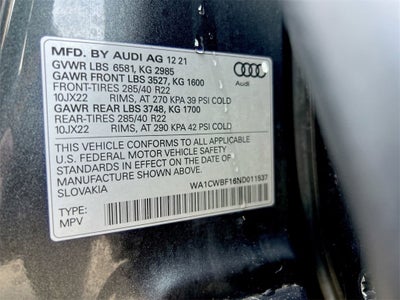 MFD. BY AUDI AG 12 21
GVWR LBS 6581, KG 2985
GAWR FRONT LBS 3527, KG 1600
FRONT-TIRES 285/40 R22
10JX22 RIMS, AT 270 KPA 39 PSI COLD
GAWR REAR LBS 3748, KG 1700
REAR-TIRES 285/40 R22
10JX22 RIMS, AT 290 KPA 42 PSI COLD
THIS VEHICLE CONFORMS TO ALL APPLICABLE
U.S. FEDERAL MOTOR VEHICLE SAFETY
STANDARDS IN EFFECT ON THE DATE OF
MANUFACTURE SHOWN ABOVE.
SLOVAKIA
WA1CWBF16ND011537
TYPE:
MPV
Audi